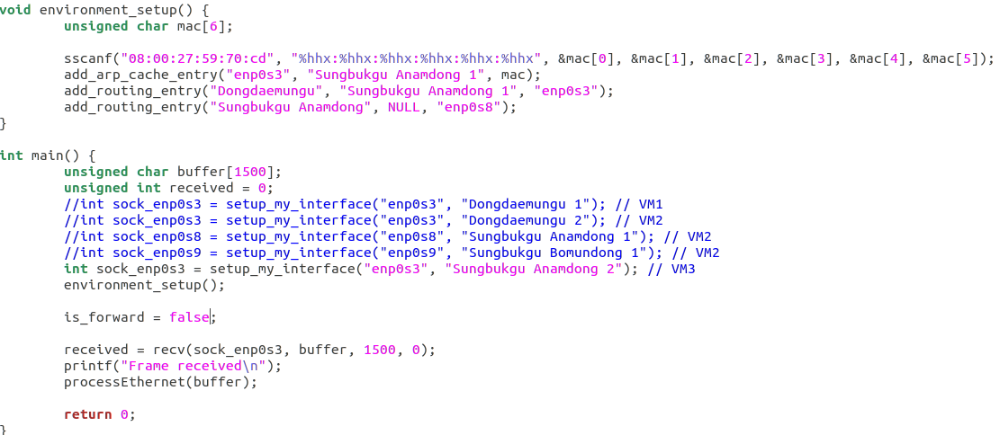 void environment_setup() {
        unsigned char mac[6];

        sscanf("08:00:27:59:70:cd", "%hhx:%hhx:%hhx:%hhx:%hhx:%hhx", &mac[0], &mac[1], &mac[2], &mac[3], &mac[4], &mac[5]);
        add_arp_cache_entry("enp0s3", "Sungbukgu Anamdong 1", mac);
        add_routing_entry("Dongdaemungu", "Sungbukgu Anamdong 1", "enp0s3");
        add_routing_entry("Sungbukgu Anamdong", NULL, "enp0s8");
}

int main() {
        unsigned char buffer[1500];
        unsigned int received = 0;
        //int sock_enp0s3 = setup_my_interface("enp0s3", "Dongdaemungu 1"); // VM1
        //int sock_enp0s3 = setup_my_interface("enp0s3", "Dongdaemungu 2"); // VM2
        //int sock_enp0s8 = setup_my_interface("enp0s8", "Sungbukgu Anamdong 1"); // VM2
        //int sock_enp0s9 = setup_my_interface("enp0s9", "Sungbukgu Bomundong 1"); // VM2
        int sock_enp0s3 = setup_my_interface("enp0s3", "Sungbukgu Anamdong 2"); // VM3
        environment_setup();

        is_forward = false;

        received = recv(sock_enp0s3, buffer, 1500, 0);
        printf("Frame received\n");
        processEthernet(buffer);

        return 0;
}